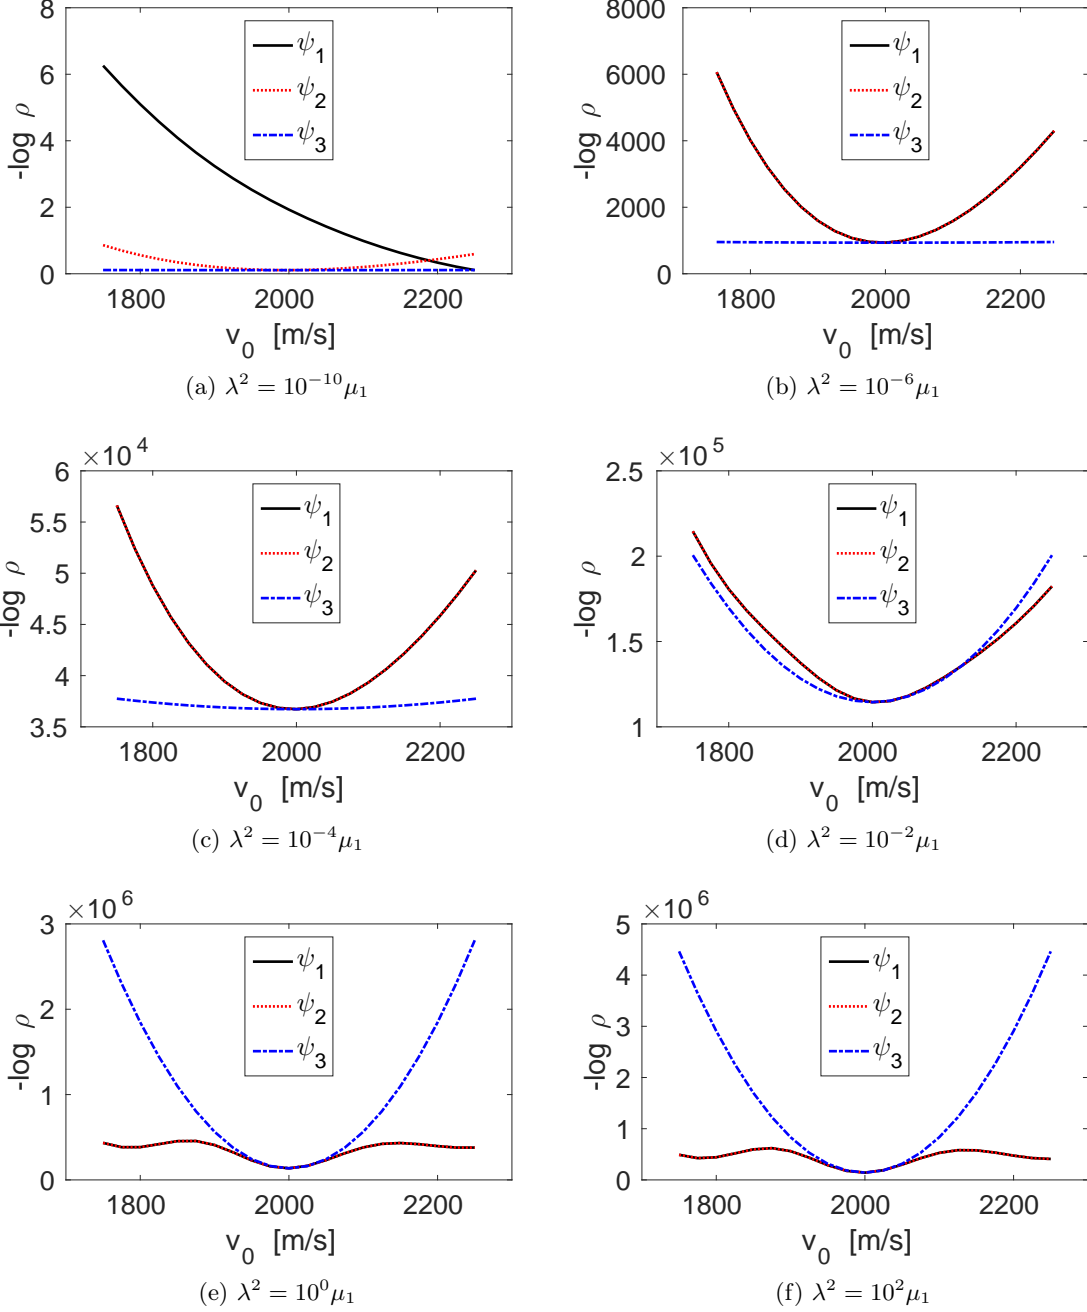 8
6
4
2
0
-log ρ
ψ1
ψ2
ψ3
1800 2000 2200
v0 [m/s]
(a) λ² = 10⁻¹⁰μ₁
8000
6000
4000
2000
0
-log ρ
ψ1
ψ2
ψ3
1800 2000 2200
v0 [m/s]
(b) λ² = 10⁻⁶μ₁
×10⁴
6
5.5
5
4.5
4
3.5
-log ρ
ψ1
ψ2
ψ3
1800 2000 2200
v0 [m/s]
(c) λ² = 10⁻⁴μ₁
×10⁵
2.5
2
1.5
1
-log ρ
ψ1
ψ2
ψ3
1800 2000 2200
v0 [m/s]
(d) λ² = 10⁻²μ₁
×10⁶
3
2
1
0
-log ρ
ψ1
ψ2
ψ3
1800 2000 2200
v0 [m/s]
(e) λ² = 10⁰μ₁
×10⁶
5
4
3
2
1
0
-log ρ
ψ1
ψ2
ψ3
1800 2000 2200
v0 [m/s]
(f) λ² = 10²μ₁